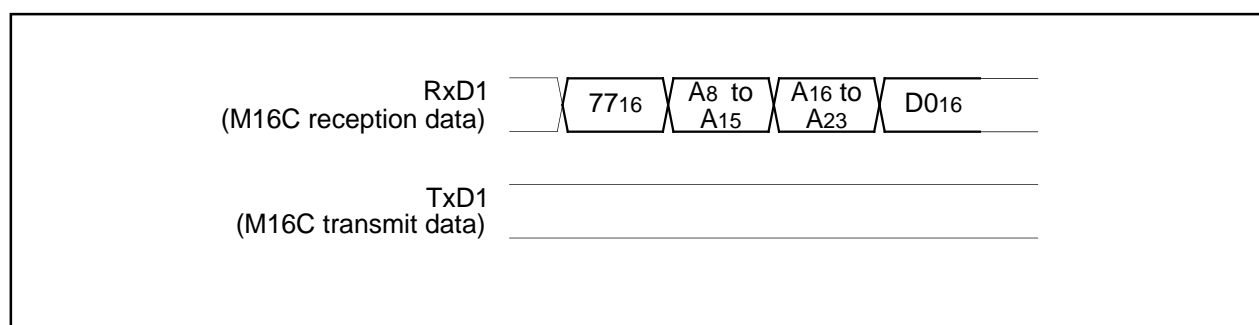 RxD1
(M16C reception data)
7716
A8 to
A15
A16 to
A23
D016
TxD1
(M16C transmit data)